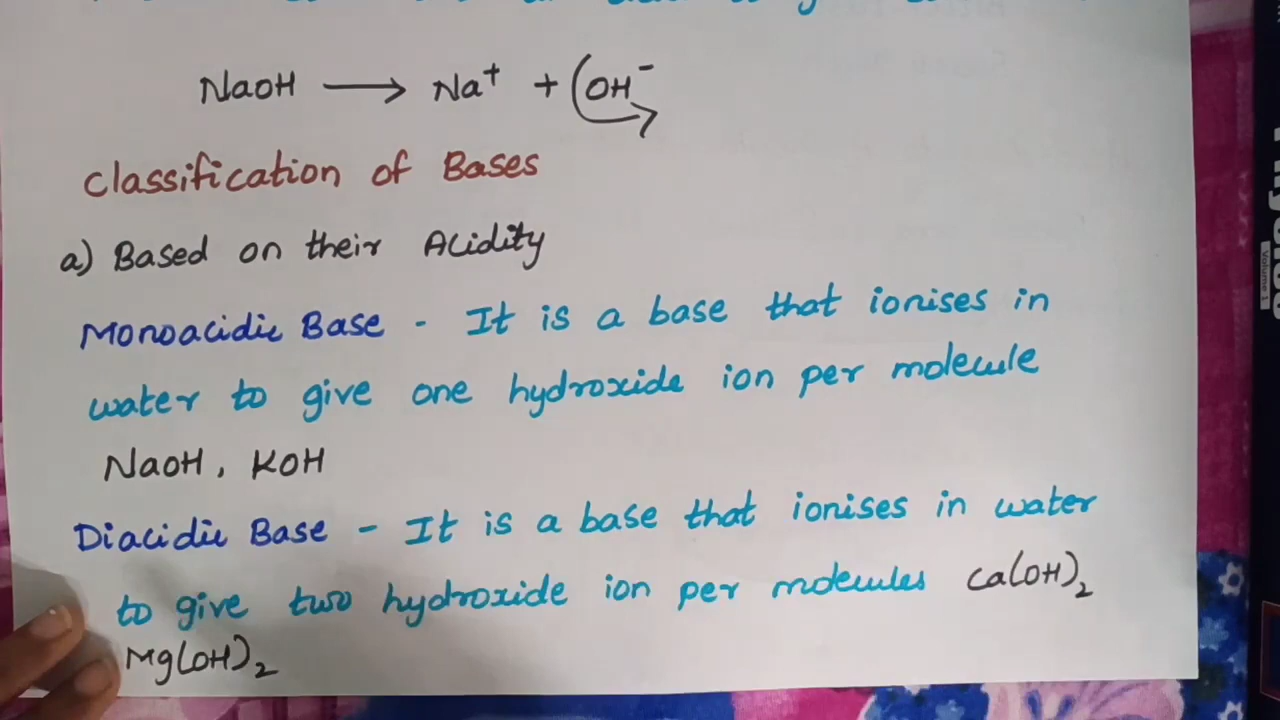 NaOH ⟶ Na⁺ + (OH⁻
Classification of Bases
a) Based on their Acidity
Monoacidic Base - It is a base that ionises in
water to give one hydroxide ion per molecule
NaOH, KOH
Diacidic Base - It is a base that ionises in water
to give two hydroxide ion per molecules Ca(OH)₂
Mg(OH)₂
Volume 1